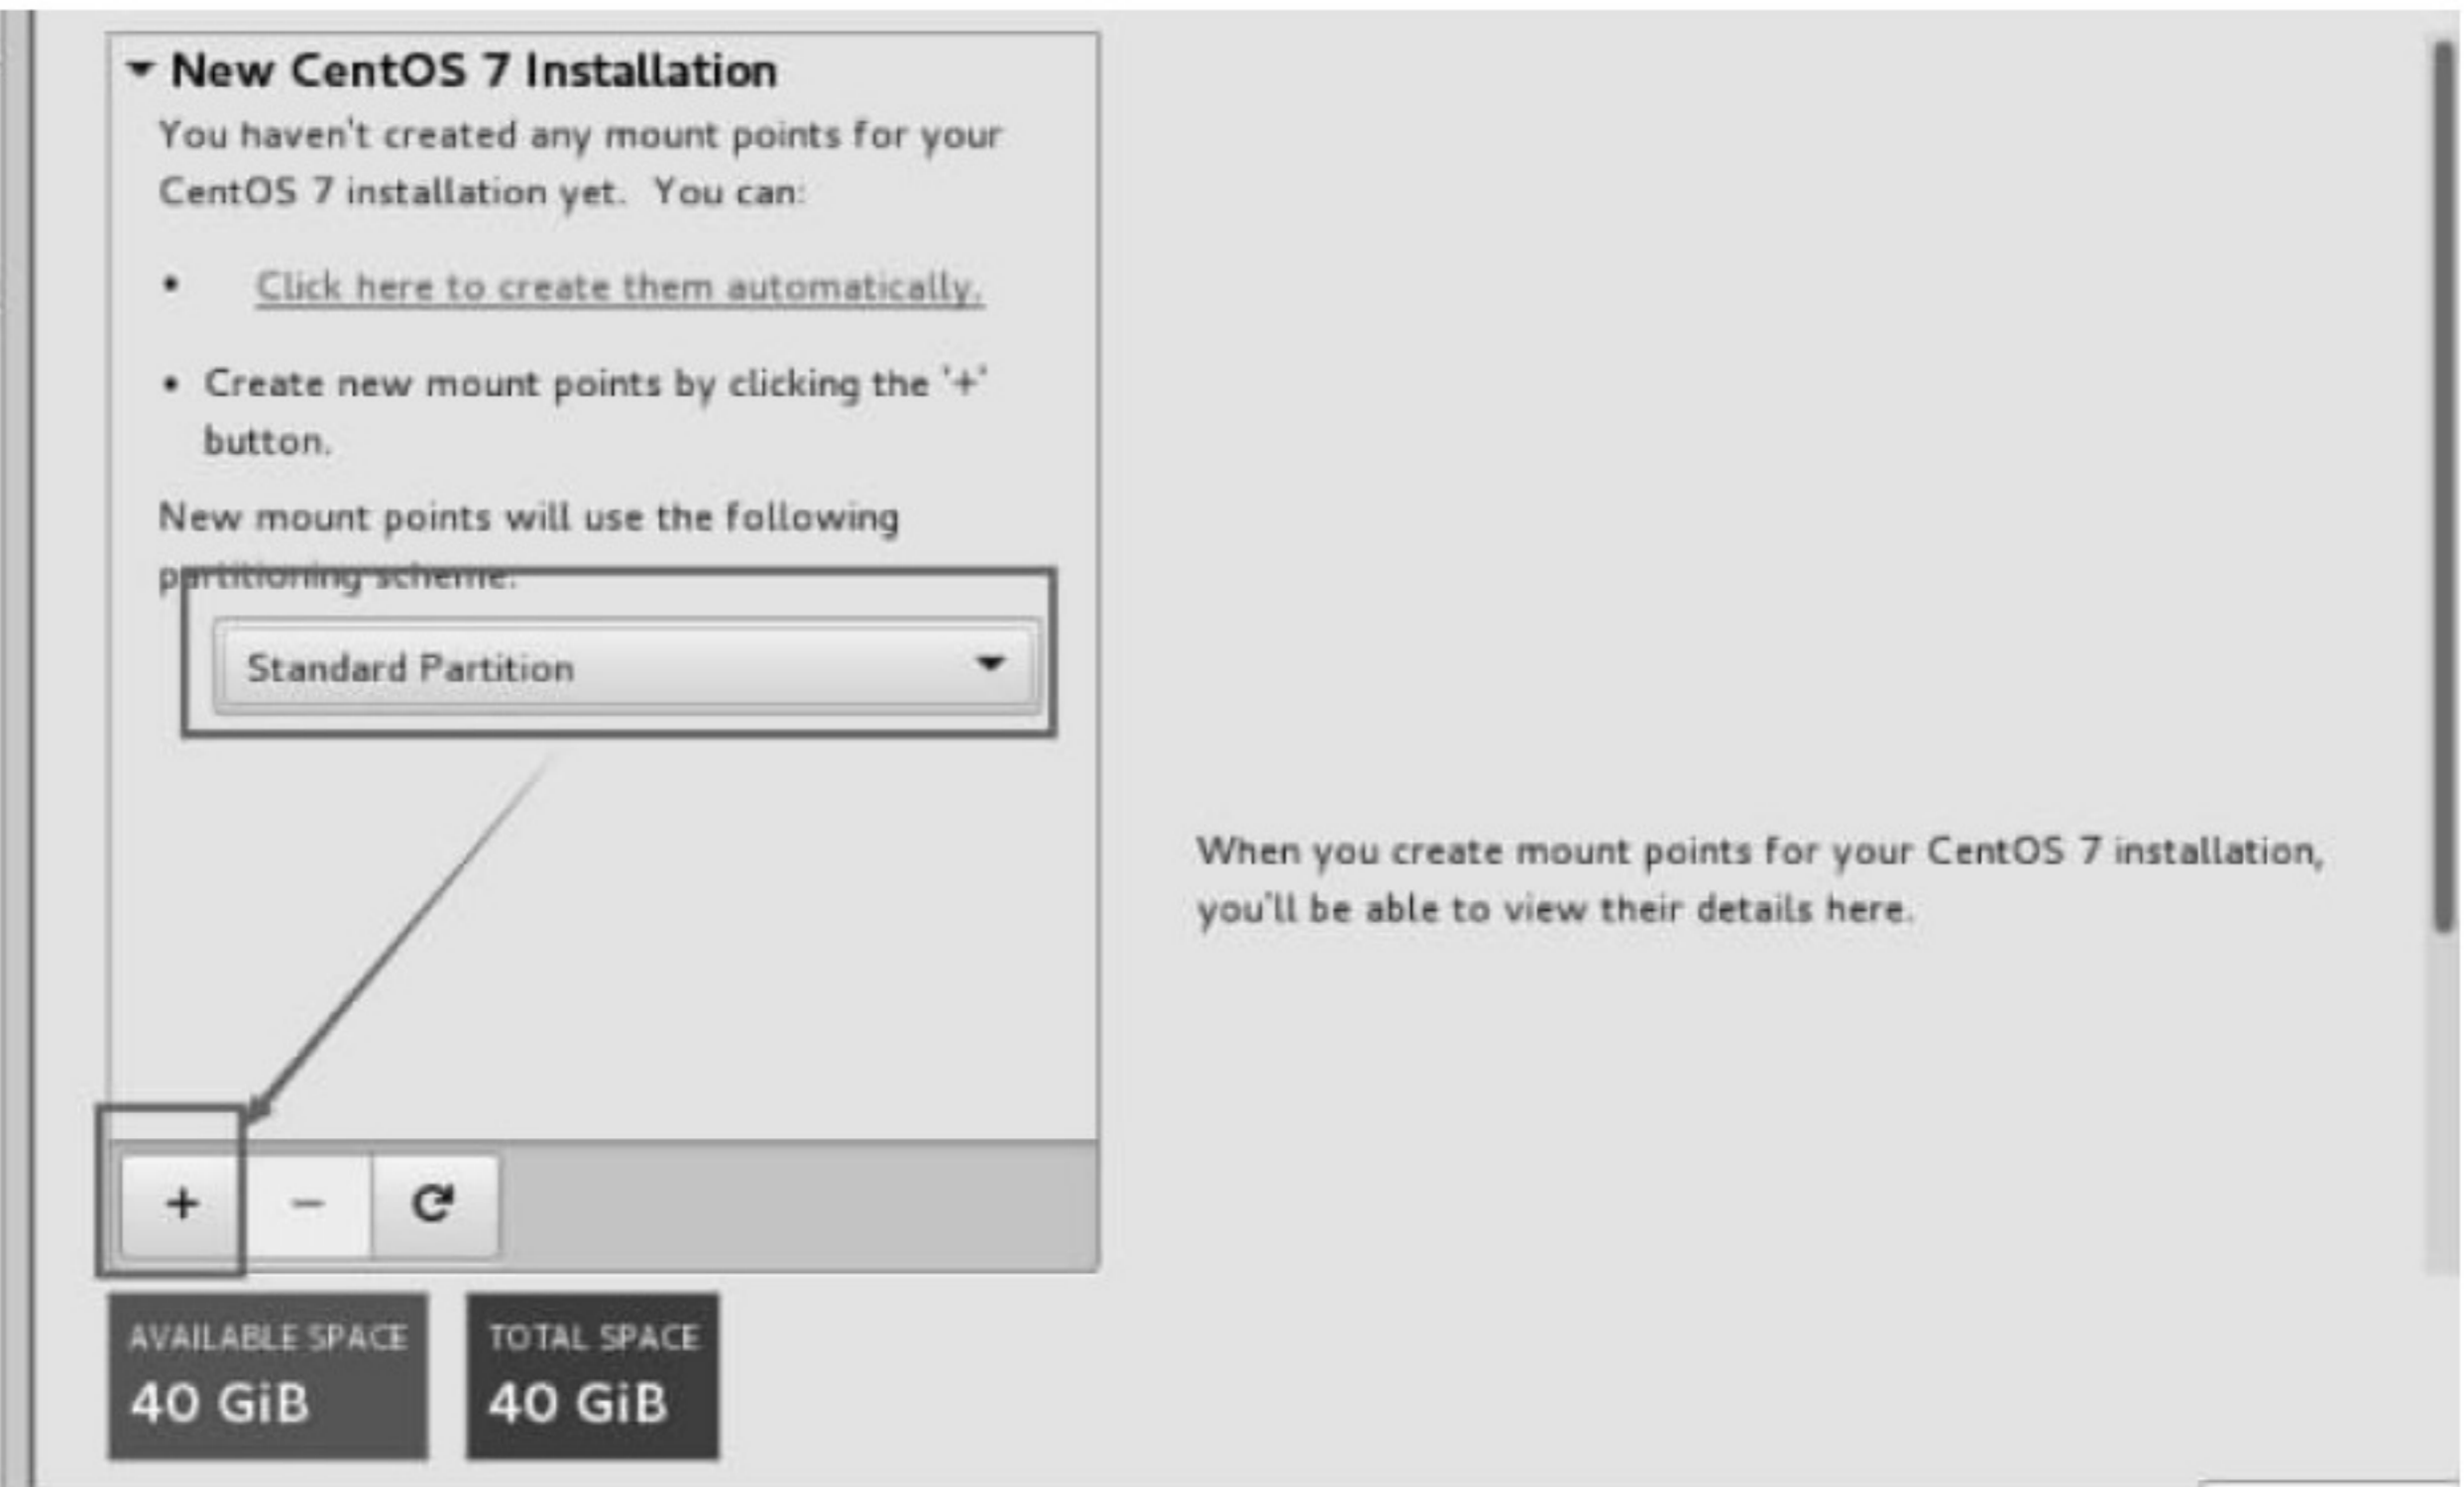 New CentOS 7 Installation
You haven't created any mount points for your
CentOS 7 installation yet. You can:
• Click here to create them automatically.
• Create new mount points by clicking the '+'
button.
New mount points will use the following
partitioning scheme:
Standard Partition
When you create mount points for your CentOS 7 installation,
you'll be able to view their details here.
+ −
AVAILABLE SPACE
40 GiB
TOTAL SPACE
40 GiB